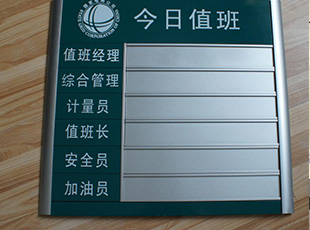 今日值班
值班经理
综合管理
计量员
值班长
安全员
加油员